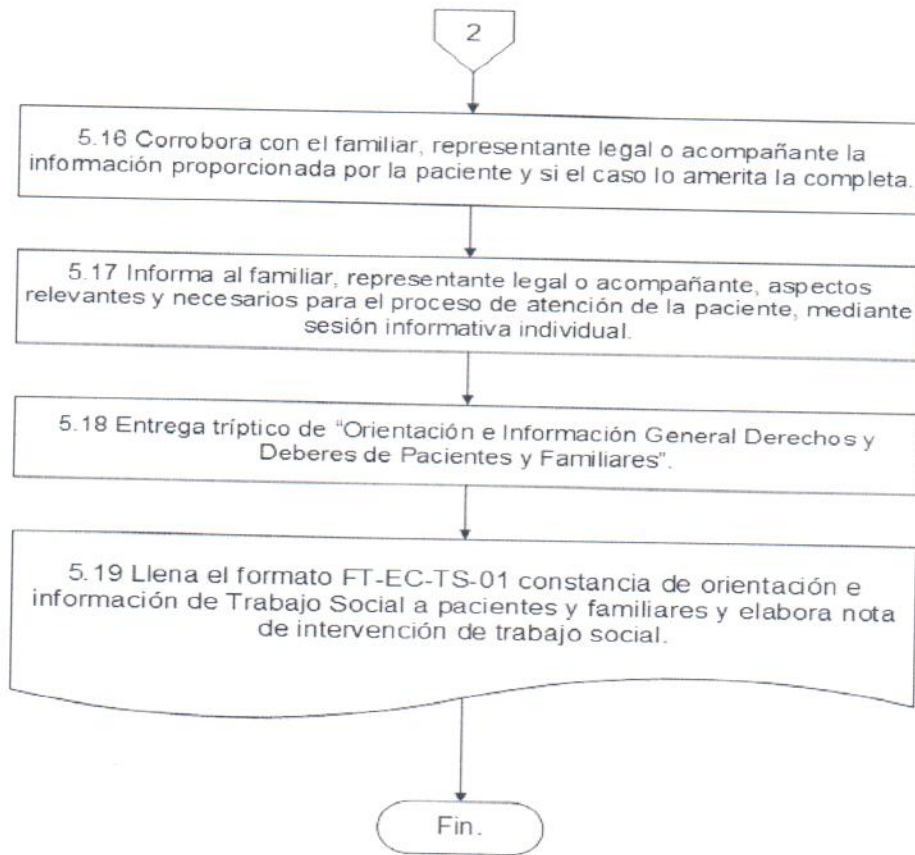 2
5.16 Corrobora con el familiar, representante legal o acompañante la
información proporcionada por la paciente y si el caso lo amerita la completa.
5.17 Informa al familiar, representante legal o acompañante, aspectos
relevantes y necesarios para el proceso de atención de la paciente, mediante
sesión informativa individual.
5.18 Entrega tríptico de “Orientación e Información General Derechos y
Deberes de Pacientes y Familiares”.
5.19 Llena el formato FT-EC-TS-01 constancia de orientación e
información de Trabajo Social a pacientes y familiares y elabora nota
de intervención de trabajo social.
Fin.